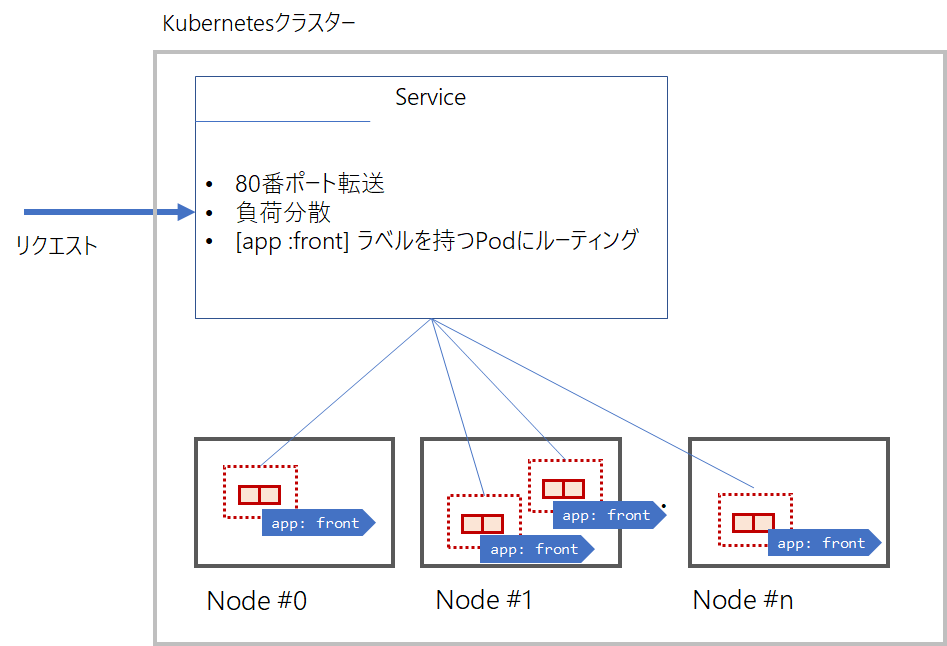 Kubernetesクラスター
Service
• 80番ポート転送
• 負荷分散
• [app :front] ラベルを持つPodにルーティング
リクエスト
app: front
app: front
app: front
app: front
Node #0
Node #1
Node #n